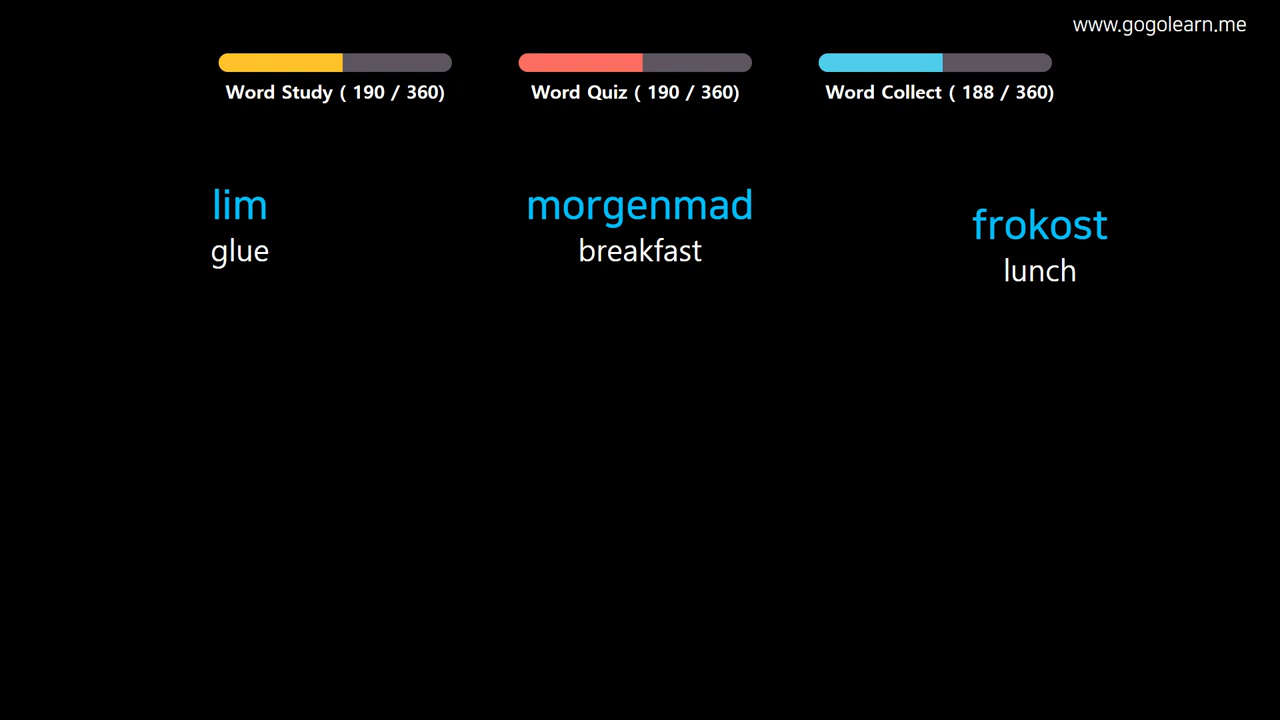 www.gogolearn.me
Word Study ( 190 / 360)
Word Quiz ( 190 / 360)
Word Collect ( 188 / 360)
lim
glue
morgenmad
breakfast
frokost
lunch